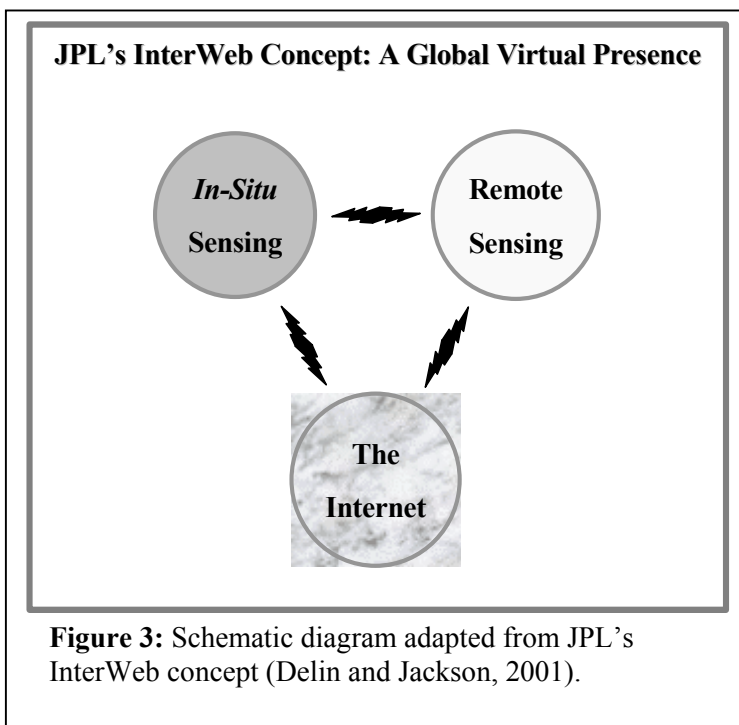 JPL’s InterWeb Concept: A Global Virtual Presence
In-Situ
Sensing
Remote
Sensing
The
Internet
Figure 3: Schematic diagram adapted from JPL’s
InterWeb concept (Delin and Jackson, 2001).